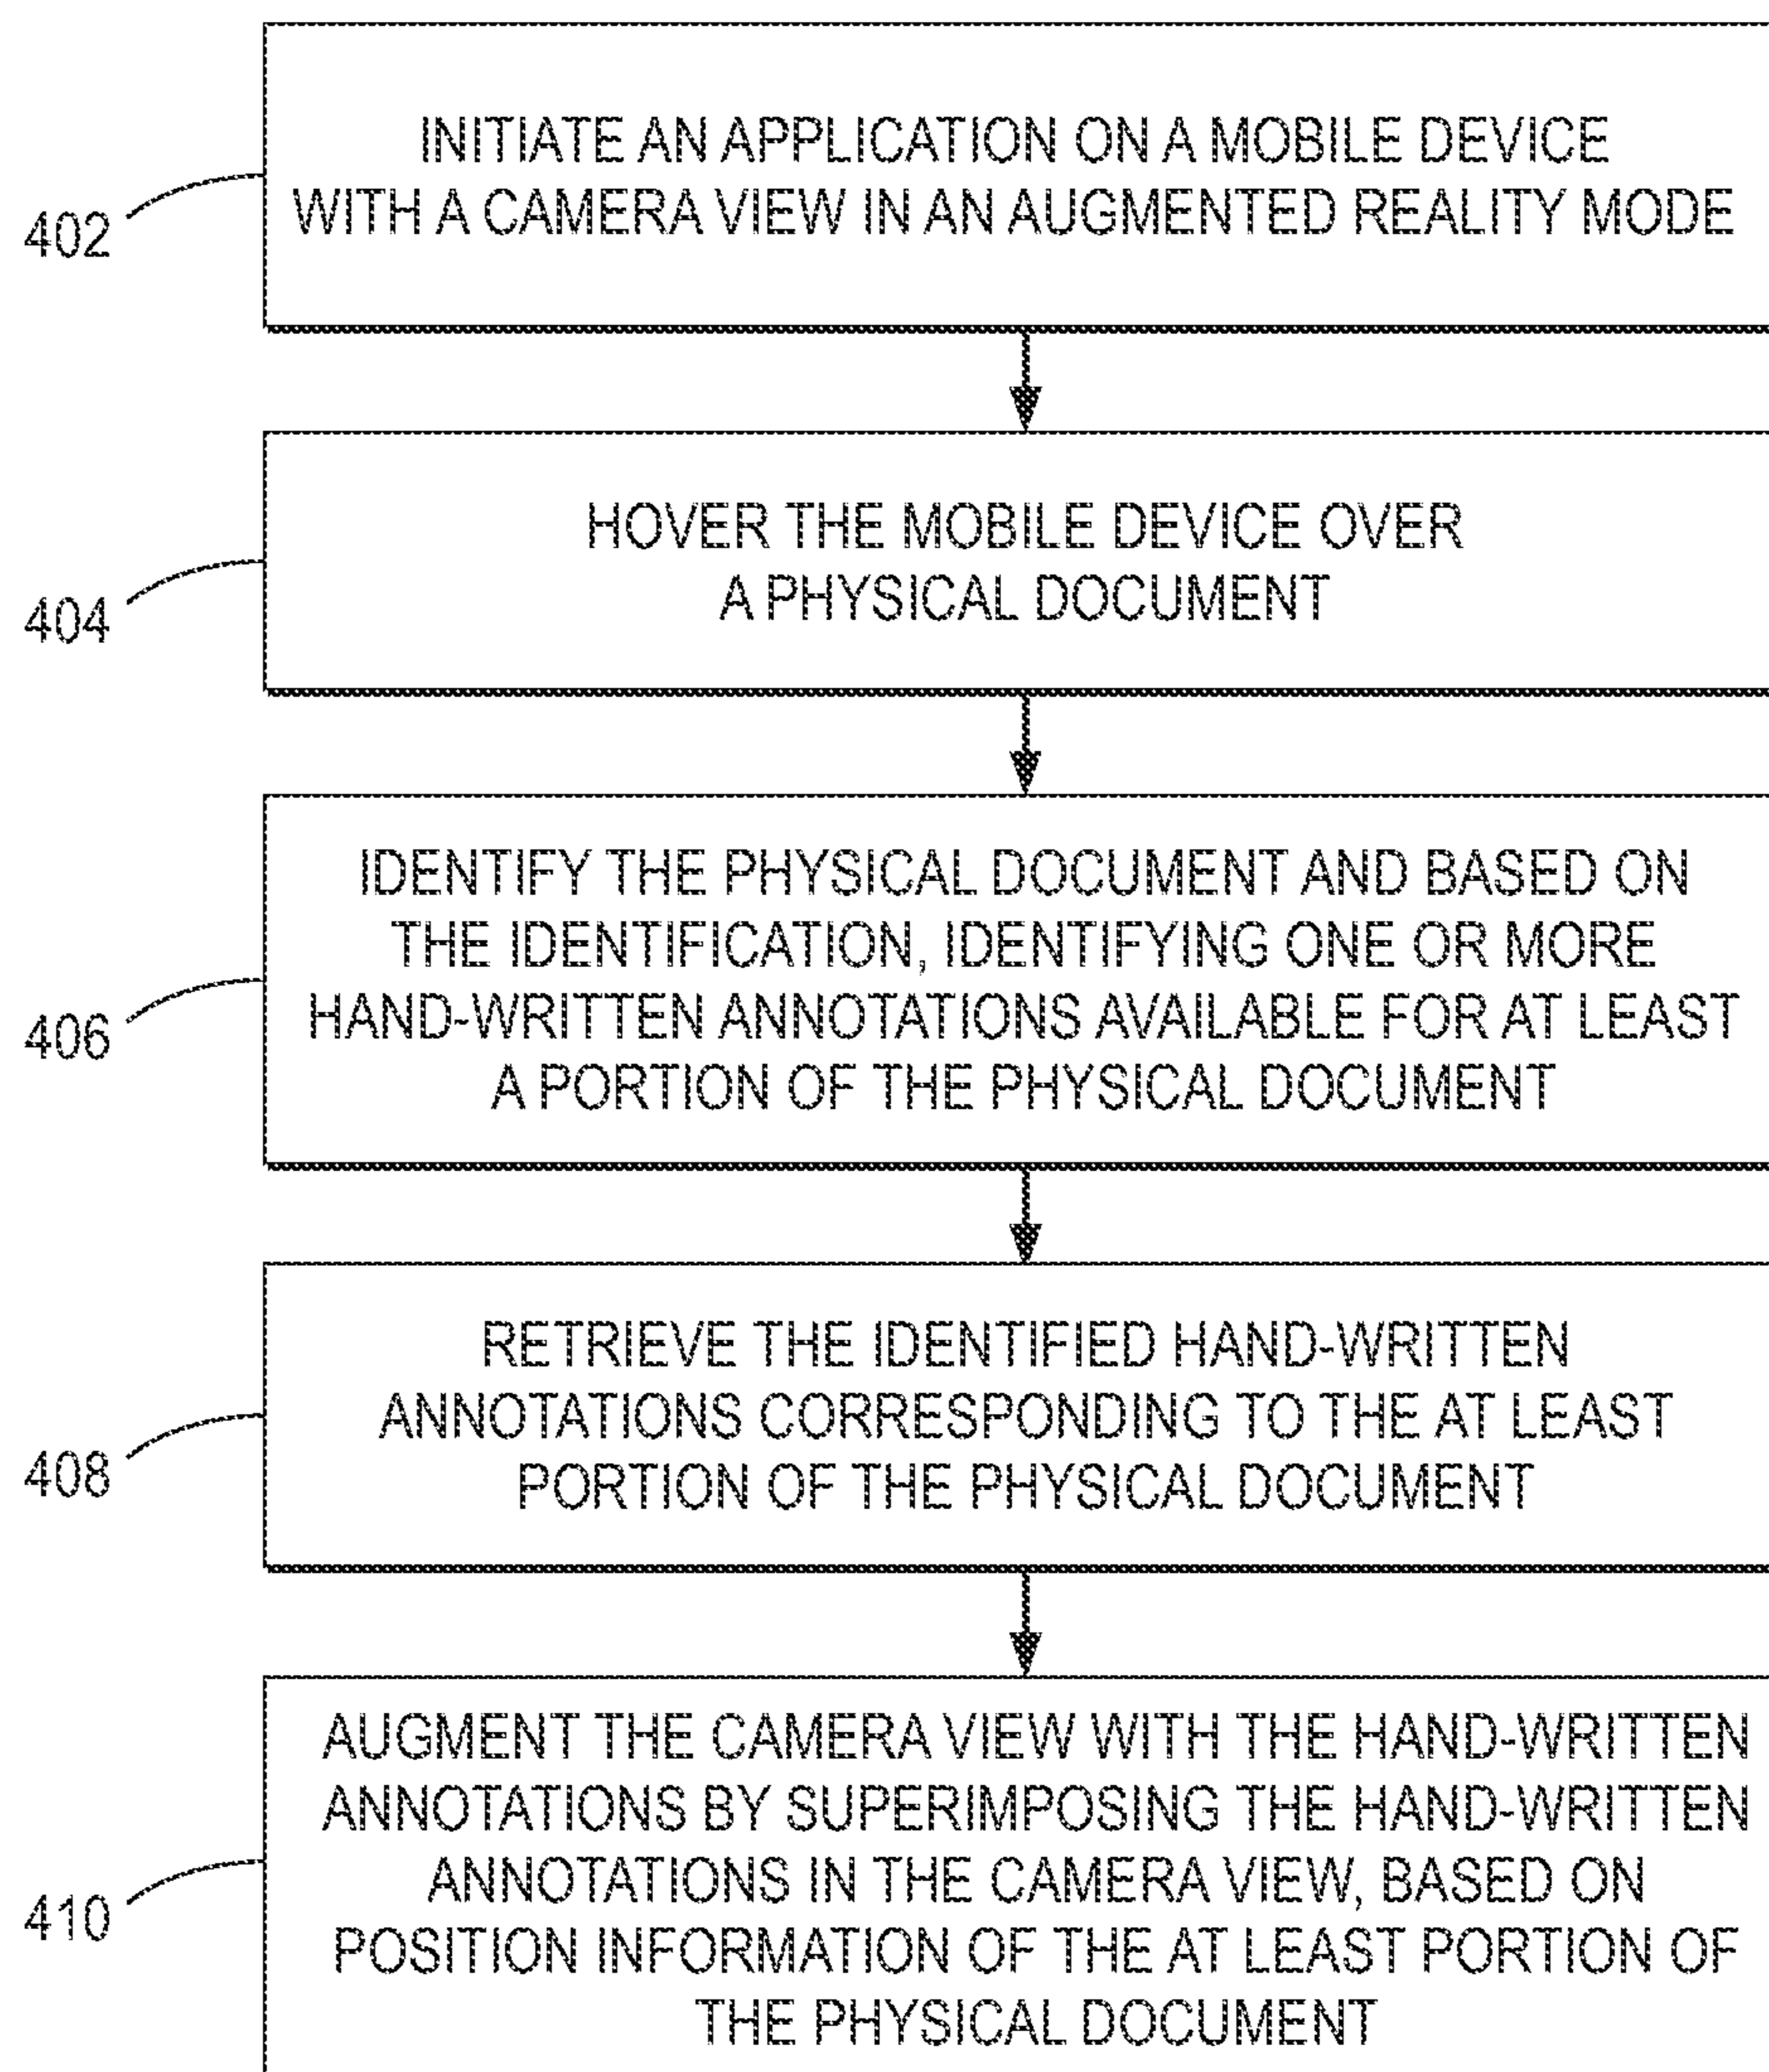 INITIATE AN APPLICATION ON A MOBILE DEVICE
WITH A CAMERA VIEW IN AN AUGMENTED REALITY MODE
402
HOVER THE MOBILE DEVICE OVER
A PHYSICAL DOCUMENT
404
IDENTIFY THE PHYSICAL DOCUMENT AND BASED ON
THE IDENTIFICATION, IDENTIFYING ONE OR MORE
HAND-WRITTEN ANNOTATIONS AVAILABLE FOR AT LEAST
A PORTION OF THE PHYSICAL DOCUMENT
406
RETRIEVE THE IDENTIFIED HAND-WRITTEN
ANNOTATIONS CORRESPONDING TO THE AT LEAST
PORTION OF THE PHYSICAL DOCUMENT
408
AUGMENT THE CAMERA VIEW WITH THE HAND-WRITTEN
ANNOTATIONS BY SUPERIMPOSING THE HAND-WRITTEN
ANNOTATIONS IN THE CAMERA VIEW, BASED ON
POSITION INFORMATION OF THE AT LEAST PORTION OF
THE PHYSICAL DOCUMENT
410